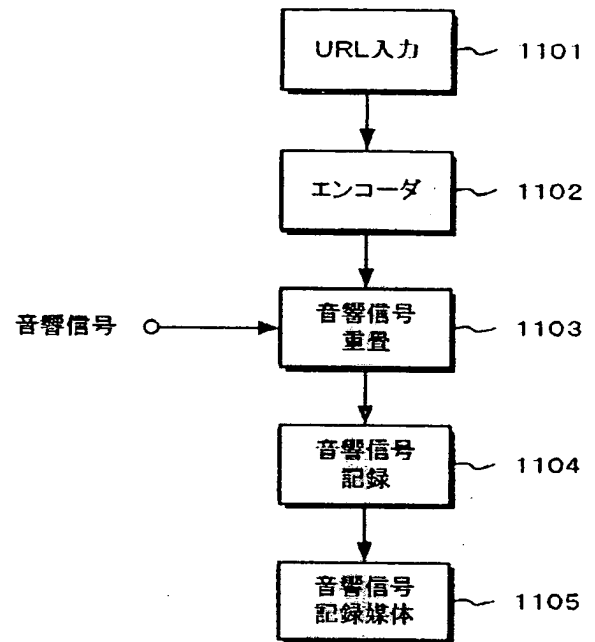 URL入力 1101
エンコーダ 1102
音響信号
音響信号
重畳 1103
音響信号
記録 1104
音響信号
記録媒体 1105